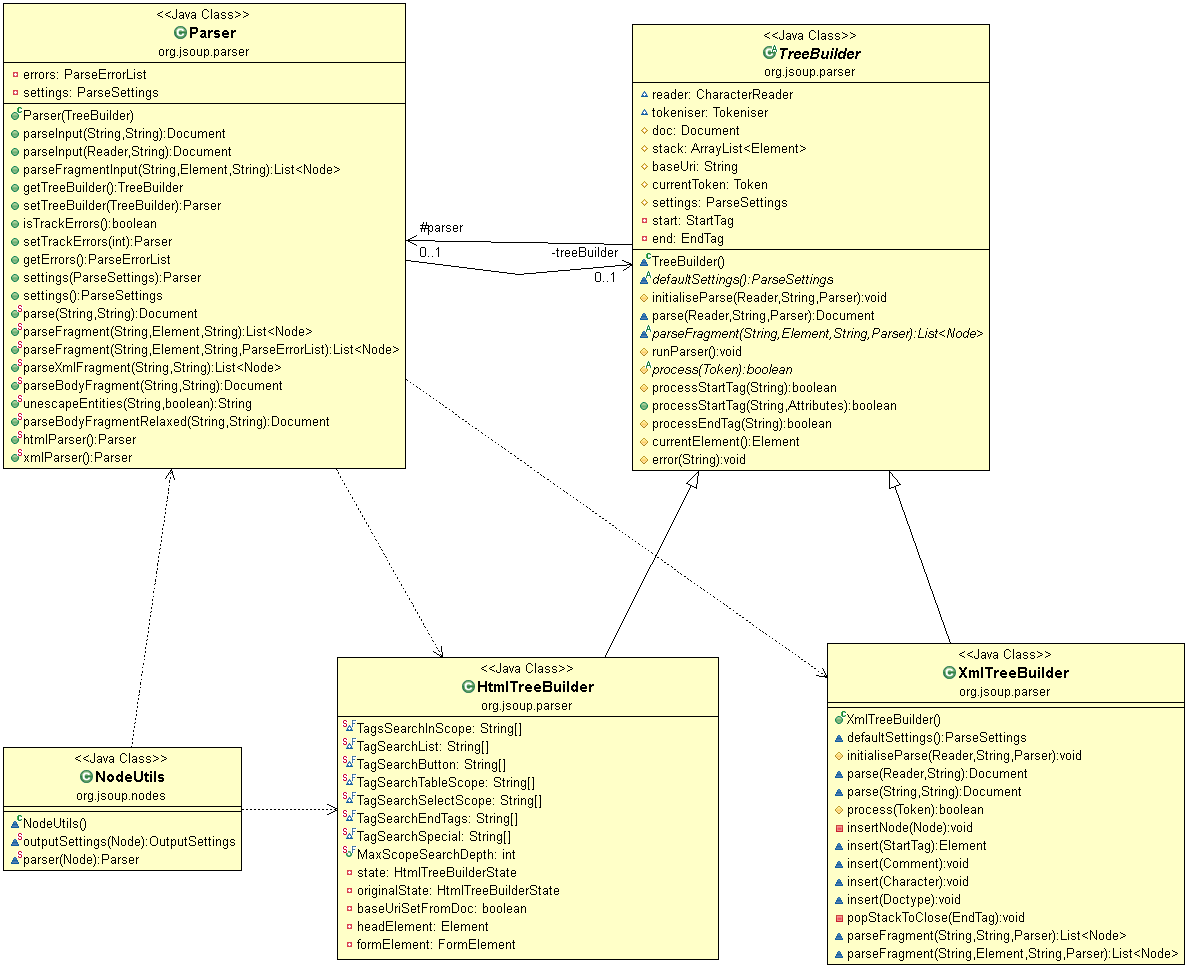 <<Java Class>>
Parser
org.jsoup.parser
errors: ParseErrorList
settings: ParseSettings
Parser(TreeBuilder)
parseInput(String,String):Document
parseInput(Reader,String):Document
parseFragmentInput(String,Element,String):List<Node>
getTreeBuilder():TreeBuilder
setTreeBuilder(TreeBuilder):Parser
isTrackErrors():boolean
setTrackErrors(int):Parser
getErrors():ParseErrorList
settings(ParseSettings):Parser
settings():ParseSettings
parse(String,String):Document
parseFragment(String,Element,String):List<Node>
parseFragment(String,Element,String,ParseErrorList):List<Node>
parseXmlFragment(String,String):List<Node>
parseBodyFragment(String,String):Document
unescapeEntities(String,boolean):String
parseBodyFragmentRelaxed(String,String):Document
htmlParser():Parser
xmlParser():Parser
#parser
0..1
-treeBuilder
0..1
<<Java Class>>
TreeBuilder
org.jsoup.parser
reader: CharacterReader
tokeniser: Tokeniser
doc: Document
stack: ArrayList<Element>
baseUri: String
currentToken: Token
settings: ParseSettings
start: StartTag
end: EndTag
TreeBuilder()
defaultSettings():ParseSettings
initialiseParse(Reader,String,Parser):void
parse(Reader,String,Parser):Document
parseFragment(String,Element,String,Parser):List<Node>
runParser():void
process(Token):boolean
processStartTag(String):boolean
processStartTag(String,Attributes):boolean
processEndTag(String):boolean
currentElement():Element
error(String):void
<<Java Class>>
NodeUtils
org.jsoup.nodes
NodeUtils()
outputSettings(Node):OutputSettings
parser(Node):Parser
<<Java Class>>
HtmlTreeBuilder
org.jsoup.parser
TagsSearchInScope: String[]
TagSearchList: String[]
TagSearchButton: String[]
TagSearchTableScope: String[]
TagSearchSelectScope: String[]
TagSearchEndTags: String[]
TagSearchSpecial: String[]
MaxScopeSearchDepth: int
state: HtmlTreeBuilderState
originalState: HtmlTreeBuilderState
baseUriSetFromDoc: boolean
headElement: Element
formElement: FormElement
<<Java Class>>
XmlTreeBuilder
org.jsoup.parser
XmlTreeBuilder()
defaultSettings():ParseSettings
initialiseParse(Reader,String,Parser):void
parse(Reader,String):Document
parse(String,String):Document
process(Token):boolean
insertNode(Node):void
insert(StartTag):Element
insert(Comment):void
insert(Character):void
insert(Doctype):void
popStackToClose(EndTag):void
parseFragment(String,String,Parser):List<Node>
parseFragment(String,Element,String,Parser):List<Node>